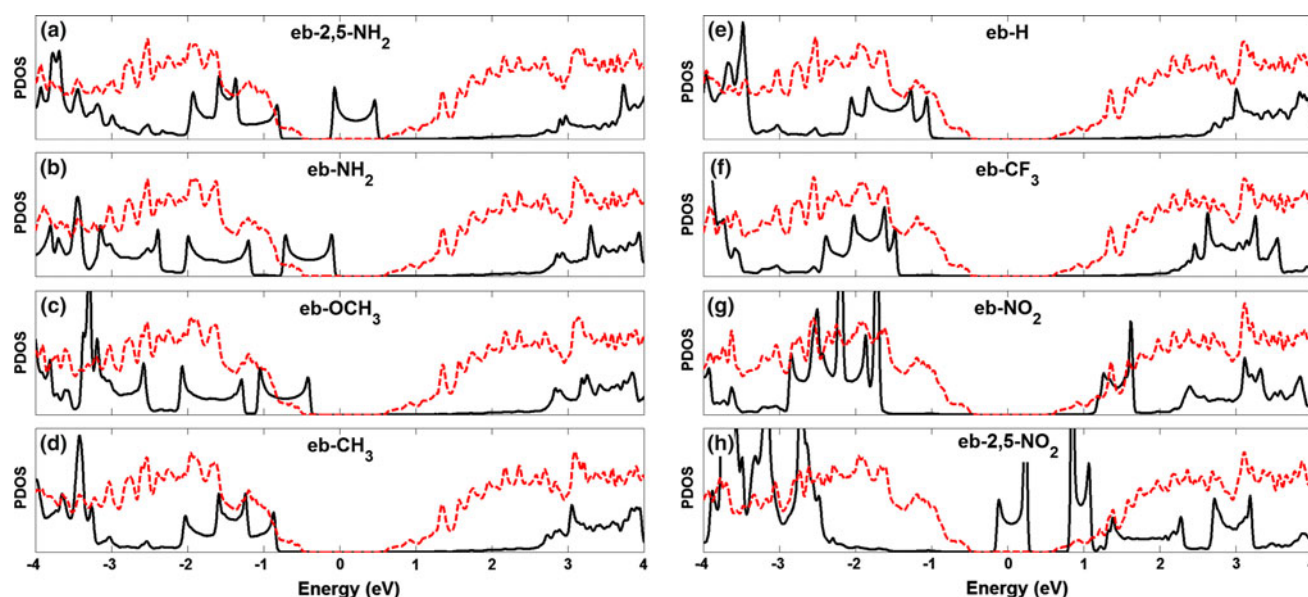 (a) eb-2,5-NH2
PDOS
(b) eb-NH2
PDOS
(c) eb-OCH3
PDOS
(d) eb-CH3
PDOS
-4 -3 -2 -1 0 1 2 3 4
Energy (eV)
(e) eb-H
PDOS
(f) eb-CF3
PDOS
(g) eb-NO2
PDOS
(h) eb-2,5-NO2
PDOS
-4 -3 -2 -1 0 1 2 3 4
Energy (eV)